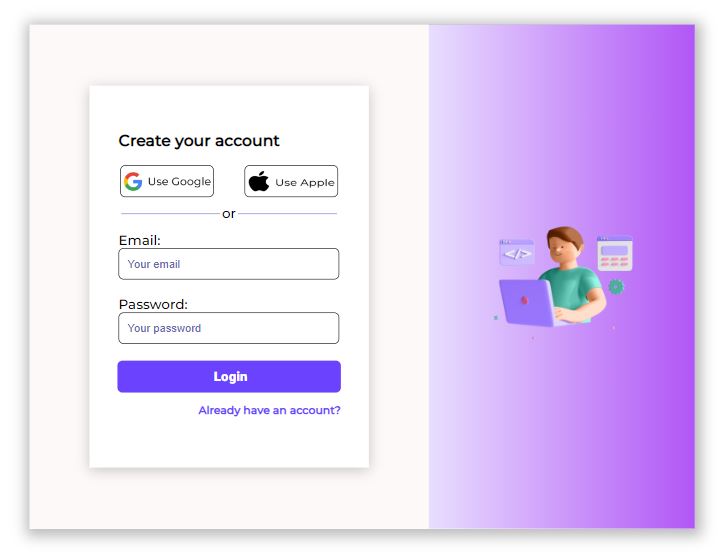 Create your account
Use Google
Use Apple
or
Email:
Your email
Password:
Your password
Login
Already have an account?